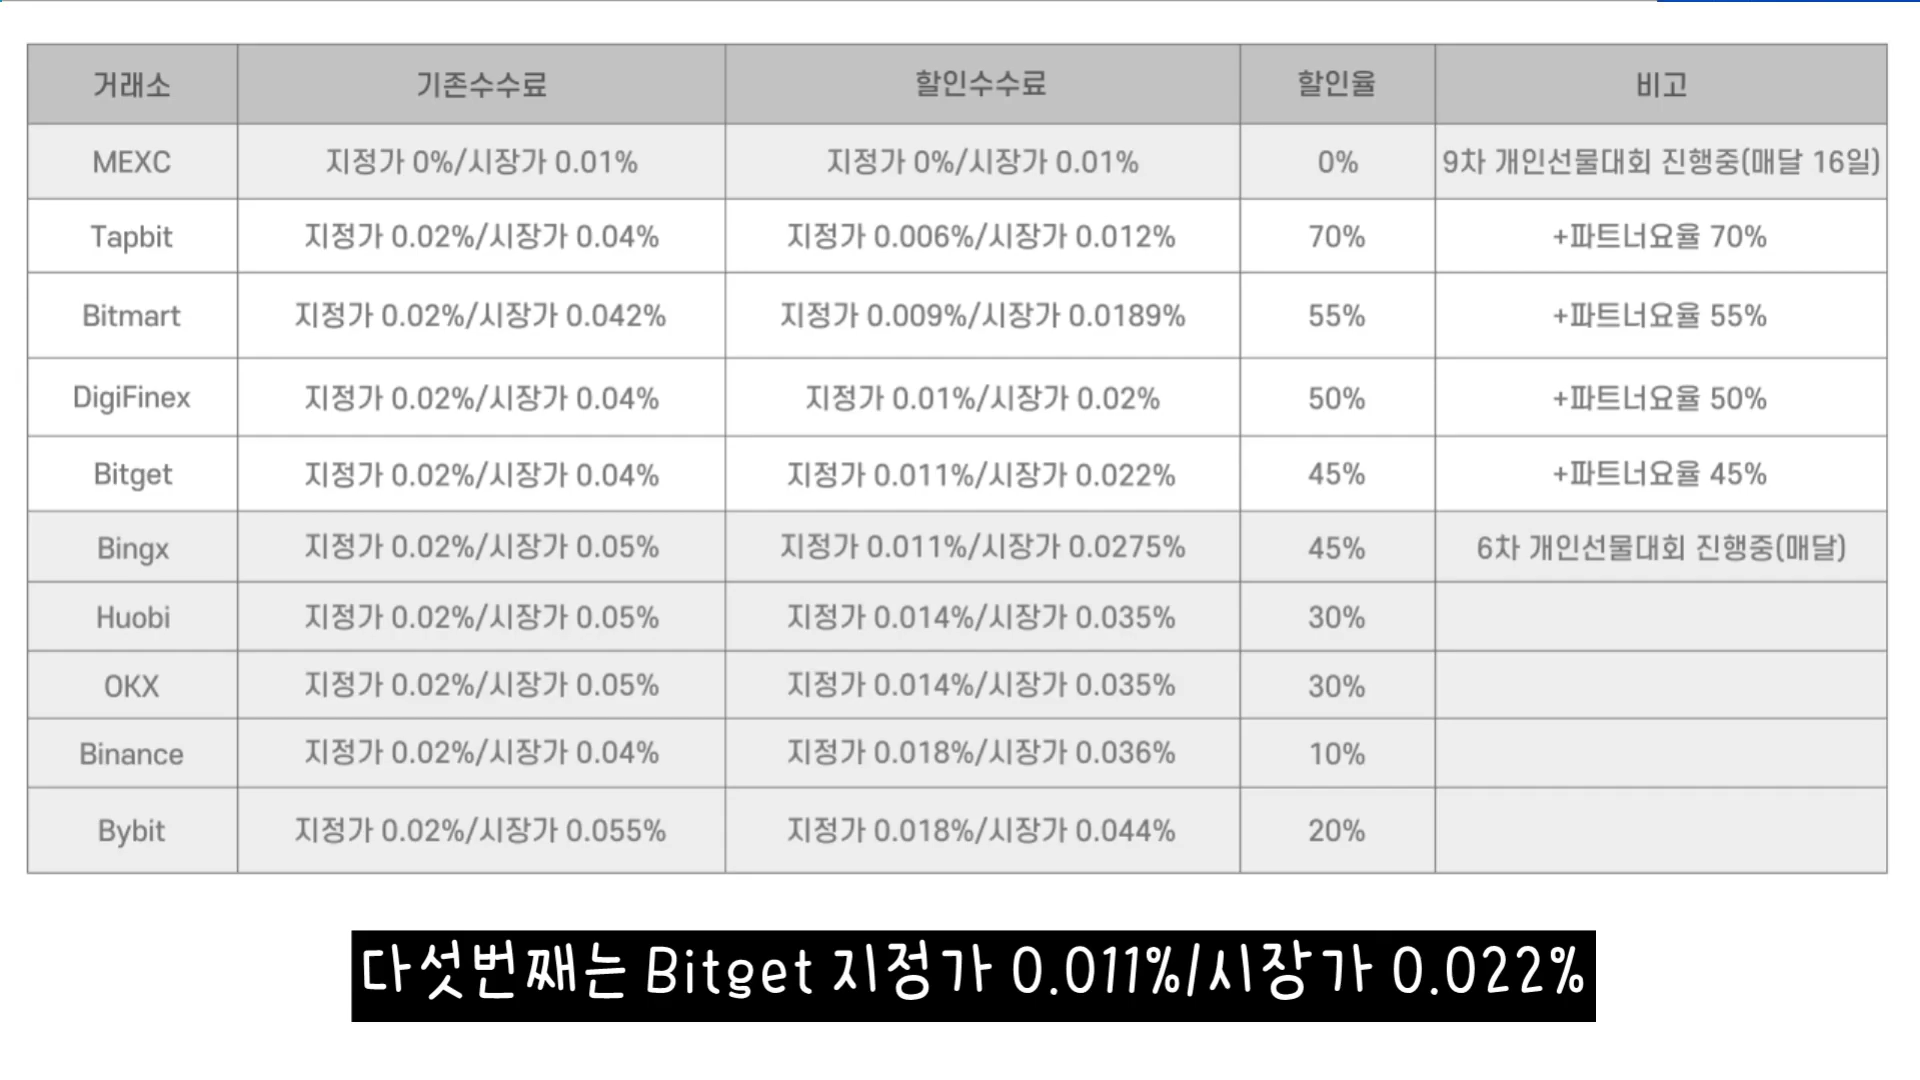 거래소 기존수수료 할인수수료 할인율 비고
MEXC 지정가 0%/시장가 0.01% 지정가 0%/시장가 0.01% 0% 9차 개인선물대회 진행중(매달 16일)
Tapbit 지정가 0.02%/시장가 0.04% 지정가 0.006%/시장가 0.012% 70% +파트너요율 70%
Bitmart 지정가 0.02%/시장가 0.042% 지정가 0.009%/시장가 0.0189% 55% +파트너요율 55%
DigiFinex 지정가 0.02%/시장가 0.04% 지정가 0.01%/시장가 0.02% 50% +파트너요율 50%
Bitget 지정가 0.02%/시장가 0.04% 지정가 0.011%/시장가 0.022% 45% +파트너요율 45%
Bingx 지정가 0.02%/시장가 0.05% 지정가 0.011%/시장가 0.0275% 45% 6차 개인선물대회 진행중(매달)
Huobi 지정가 0.02%/시장가 0.05% 지정가 0.014%/시장가 0.035% 30%
OKX 지정가 0.02%/시장가 0.05% 지정가 0.014%/시장가 0.035% 30%
Binance 지정가 0.02%/시장가 0.04% 지정가 0.018%/시장가 0.036% 10%
Bybit 지정가 0.02%/시장가 0.055% 지정가 0.018%/시장가 0.044% 20%
다섯번째는 Bitget 지정가 0.011%/시장가 0.022%